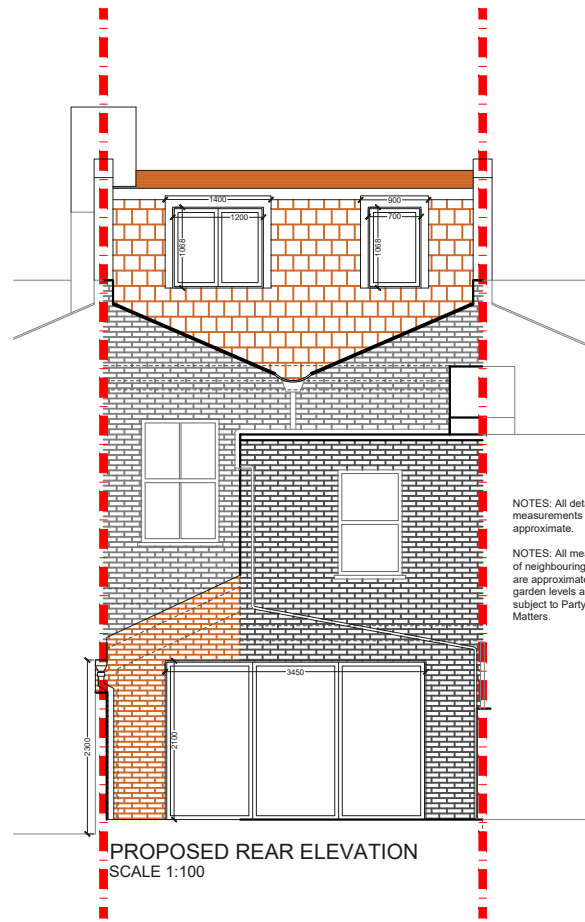 1400
900
1200
700
1068
1068
NOTES: All det
measurements
approximate.
NOTES: All mea
of neighbouring
are approximate
garden levels a
subject to Party
Matters.
3450
2300
2100
PROPOSED REAR ELEVATION
SCALE 1:100